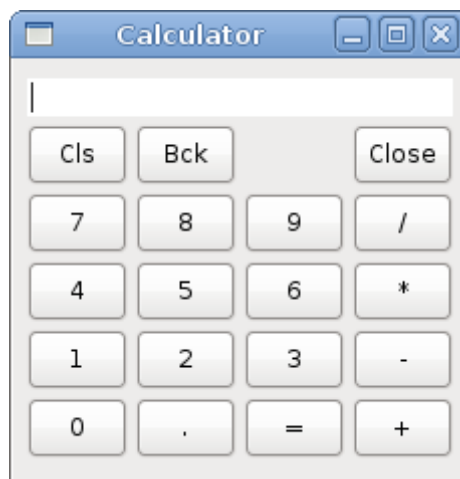 Calculator
Cls Bck Close
7 8 9 /
4 5 6 *
1 2 3 -
0 . = +